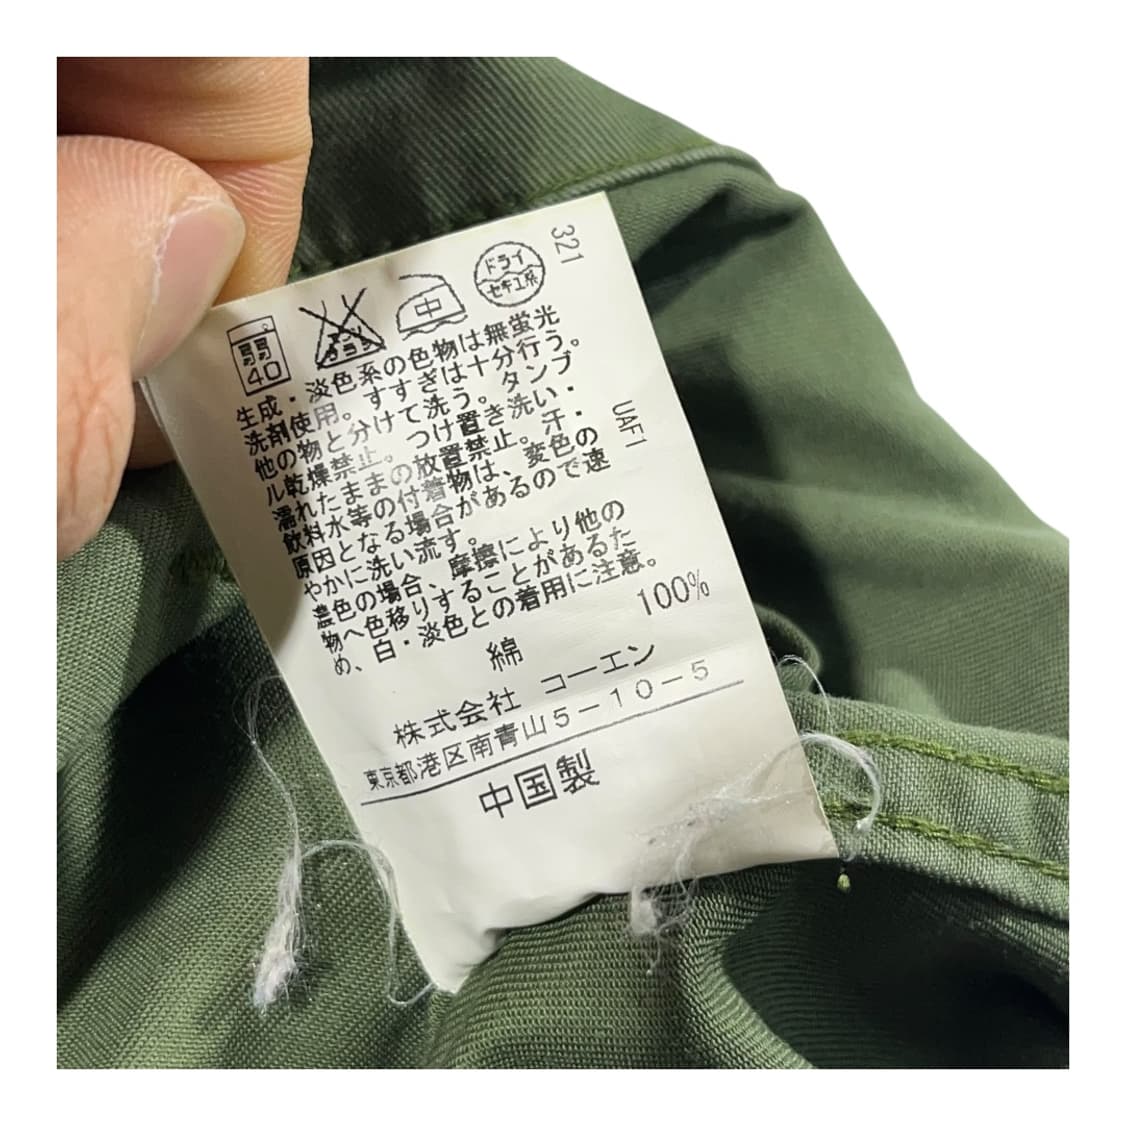 321
弱
40
エンソ
サラシ
中
ドライ
セキユ系
生成・淡色系の色物は無蛍光
洗剤使用。すすぎは十分行う。
他の物と分けて洗う。タンブ
ル乾燥禁止。つけ置き洗い・
濡れたままの放置禁止。汗・
飲料水等の付着物は、変色の
原因となる場合があるので速
やかに洗い流す。
濃色の場合、摩擦により他の
物へ色移りすることがあるた
め、白・淡色との着用に注意。
UAF1
綿 100%
株式会社 コーエン
東京都港区南青山5-10-5
中国製